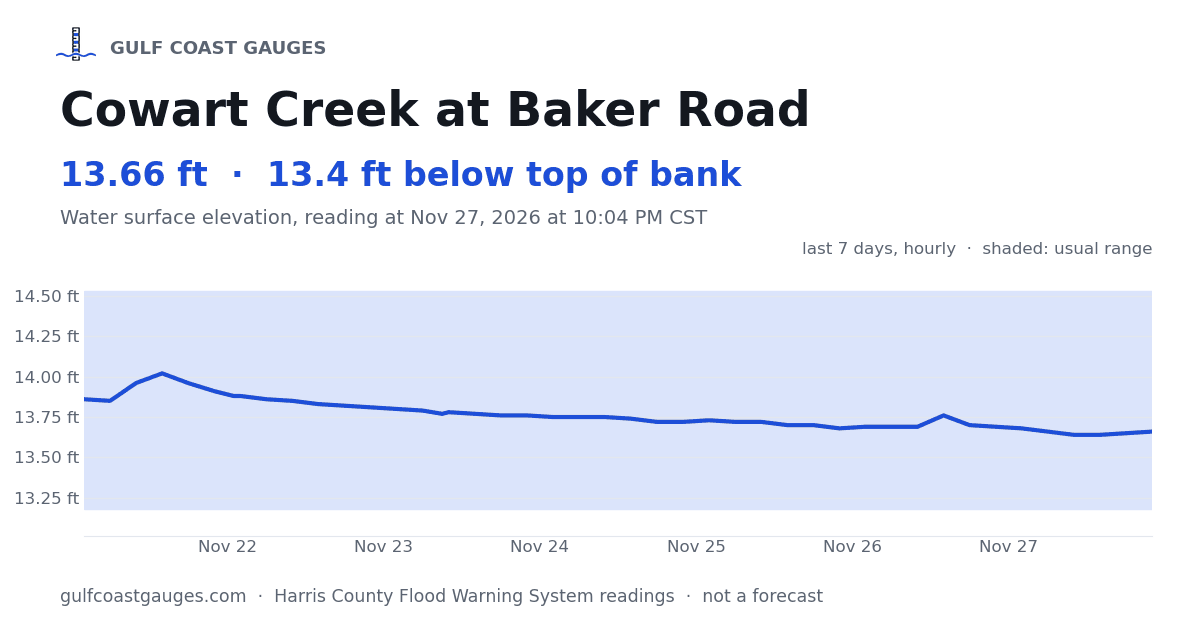 GULF COAST GAUGES
Cowart Creek at Baker Road
13.66 ft · 13.4 ft below top of bank
Water surface elevation, reading at Nov 27, 2026 at 10:04 PM CST
last 7 days, hourly · shaded: usual range
14.50 ft
14.25 ft
14.00 ft
13.75 ft
13.50 ft
13.25 ft
Nov 22 Nov 23 Nov 24 Nov 25 Nov 26 Nov 27
gulfcoastgauges.com · Harris County Flood Warning System readings · not a forecast